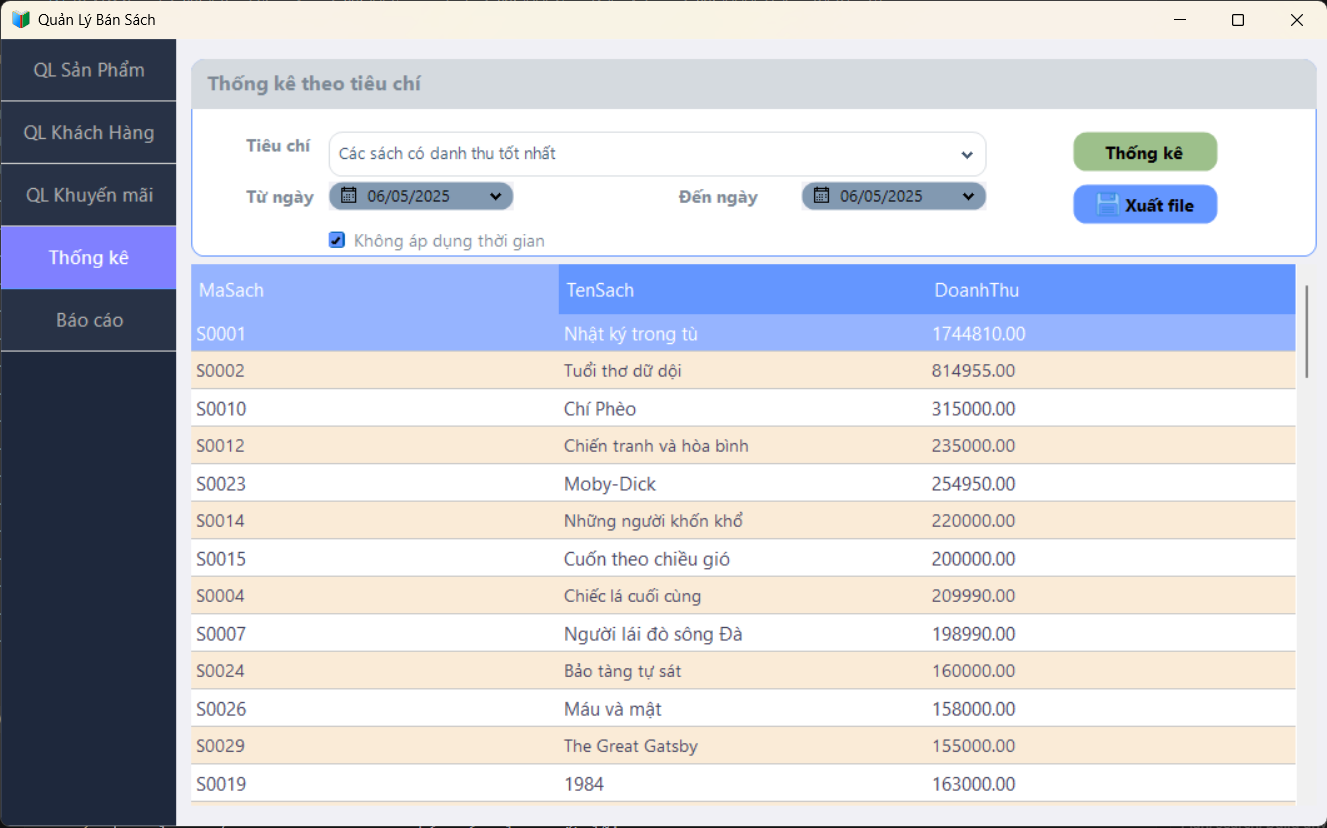 Quản Lý Bán Sách
QL Sản Phẩm
QL Khách Hàng
QL Khuyến mãi
Thống kê
Báo cáo
Thống kê theo tiêu chí
Tiêu chí Các sách có danh thu tốt nhất Thống kê
Từ ngày 06/05/2025 Đến ngày 06/05/2025 Xuất file
Không áp dụng thời gian
MaSach TenSach DoanhThu
S0001 Nhật ký trong tù 1744810.00
S0002 Tuổi thơ dữ dội 814955.00
S0010 Chí Phèo 315000.00
S0012 Chiến tranh và hòa bình 235000.00
S0023 Moby-Dick 254950.00
S0014 Những người khốn khổ 220000.00
S0015 Cuốn theo chiều gió 200000.00
S0004 Chiếc lá cuối cùng 209990.00
S0007 Người lái đò sông Đà 198990.00
S0024 Bảo tàng tự sát 160000.00
S0026 Máu và mật 158000.00
S0029 The Great Gatsby 155000.00
S0019 1984 163000.00